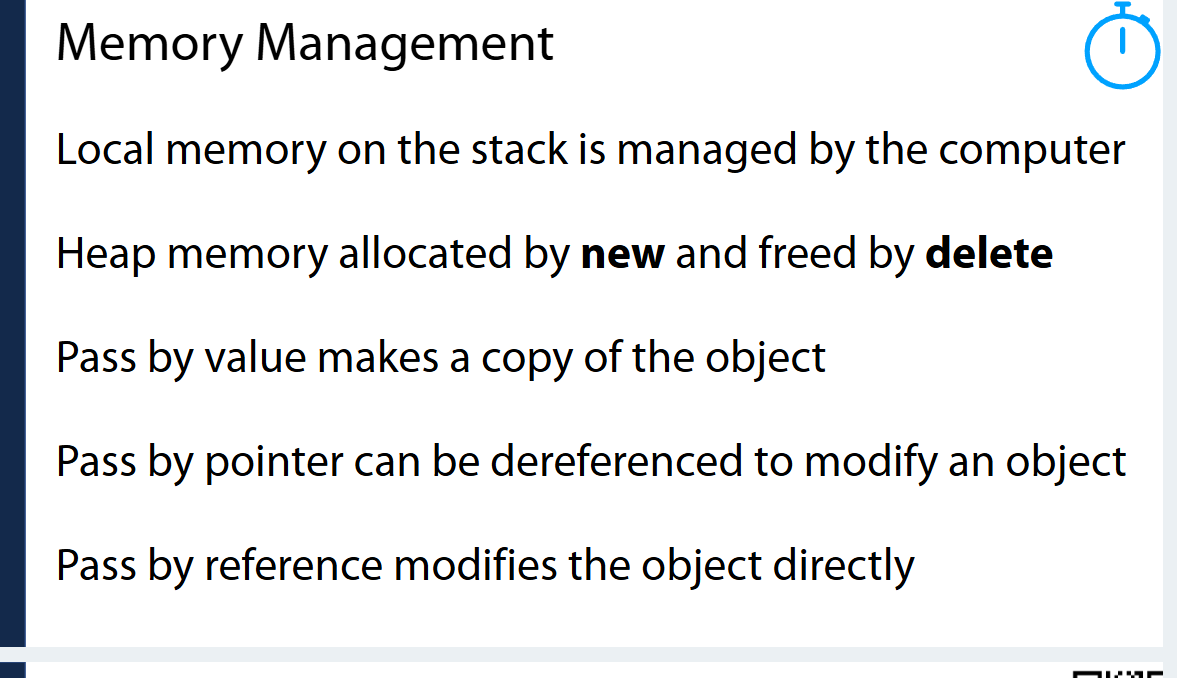 Memory Management
Local memory on the stack is managed by the computer
Heap memory allocated by new and freed by delete
Pass by value makes a copy of the object
Pass by pointer can be dereferenced to modify an object
Pass by reference modifies the object directly